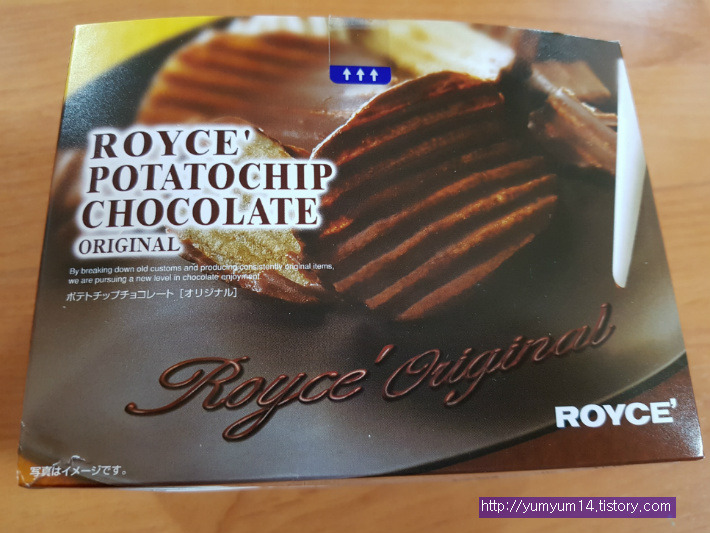 ROYCE'
POTATOCHIP
CHOCOLATE
ORIGINAL
By breaking down old customs and producing consistently original items,
we are pursuing a new level in chocolate enjoyment.
ポテトチップチョコレート［オリジナル］
Royce' Original
ROYCE'
写真はイメージです。
http://yumyum14.tistory.com